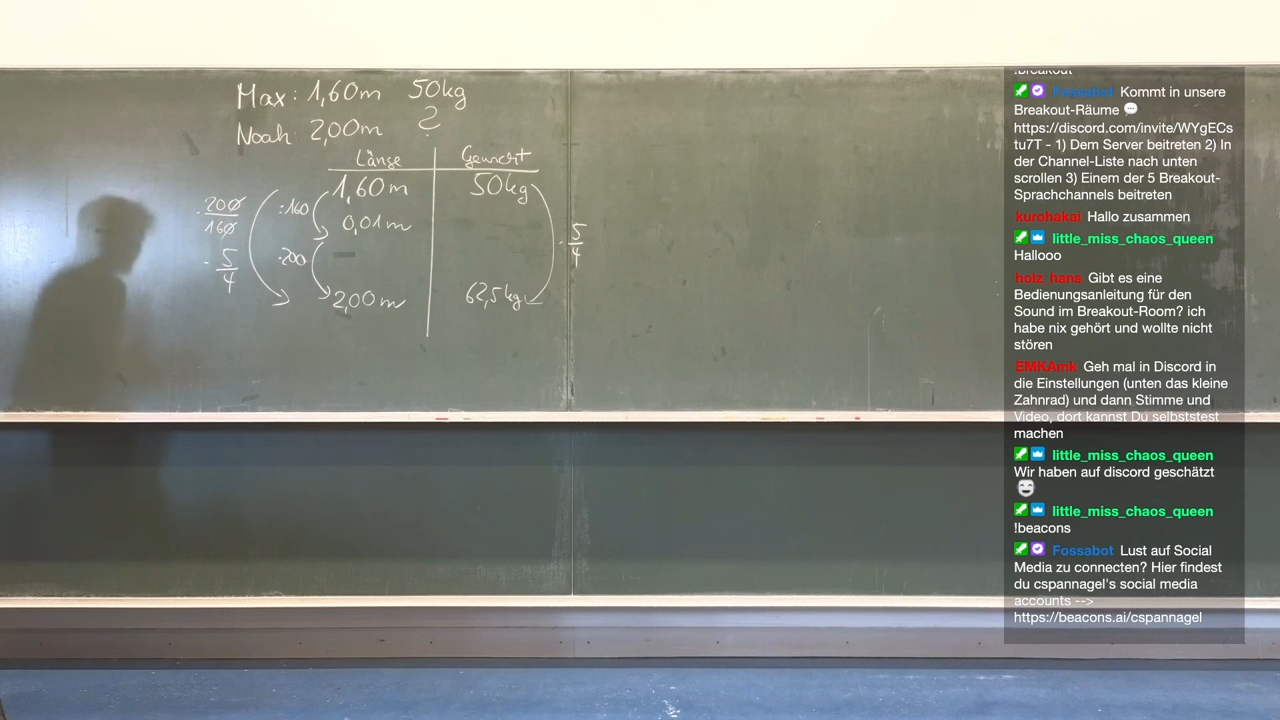 Max: 1,60m 50kg
Noah: 2,00m ?
Länge Gewicht
1,60m 50kg
0,01m
2,00m 62,5kg
:160
·200
· 200/160
· 5/4
· 5/4
!breakout
Fossabot Kommt in unsere
Breakout-Räume 💬
https://discord.com/invite/WYgECs
tu7T - 1) Dem Server beitreten 2) In
der Channel-Liste nach unten
scrollen 3) Einem der 5 Breakout-
Sprachchannels beitreten
kurohakai Hallo zusammen
little_miss_chaos_queen
Hallooo
holz_hans Gibt es eine
Bedienungsanleitung für den
Sound im Breakout-Room? ich
habe nix gehört und wollte nicht
stören
EMKAmk Geh mal in Discord in
die Einstellungen (unten das kleine
Zahnrad) und dann Stimme und
Video, dort kannst Du selbststest
machen
little_miss_chaos_queen
Wir haben auf discord geschätzt
little_miss_chaos_queen
!beacons
Fossabot Lust auf Social
Media zu connecten? Hier findest
du cspannagel's social media
accounts -->
https://beacons.ai/cspannagel